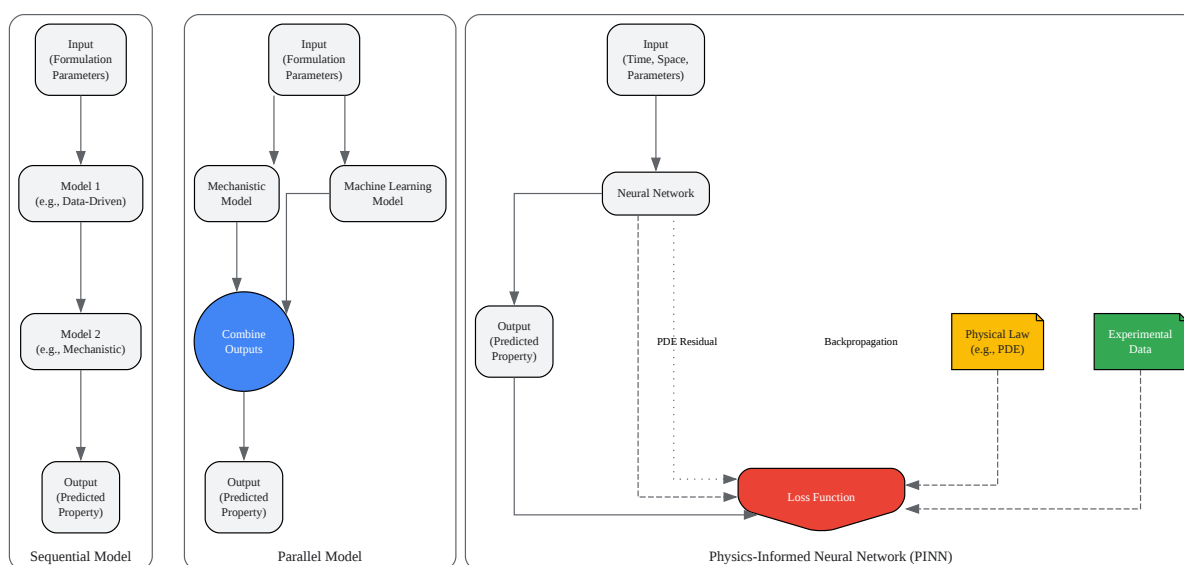 Input
(Formulation
Parameters)
Model 1
(e.g., Data-Driven)
Model 2
(e.g., Mechanistic)
Output
(Predicted
Property)
Sequential Model
Input
(Formulation
Parameters)
Mechanistic
Model
Machine Learning
Model
Combine
Outputs
Output
(Predicted
Property)
Parallel Model
Input
(Time, Space,
Parameters)
Neural Network
Output
(Predicted
Property)
PDE Residual
Backpropagation
Physical Law
(e.g., PDE)
Experimental
Data
Loss Function
Physics-Informed Neural Network (PINN)